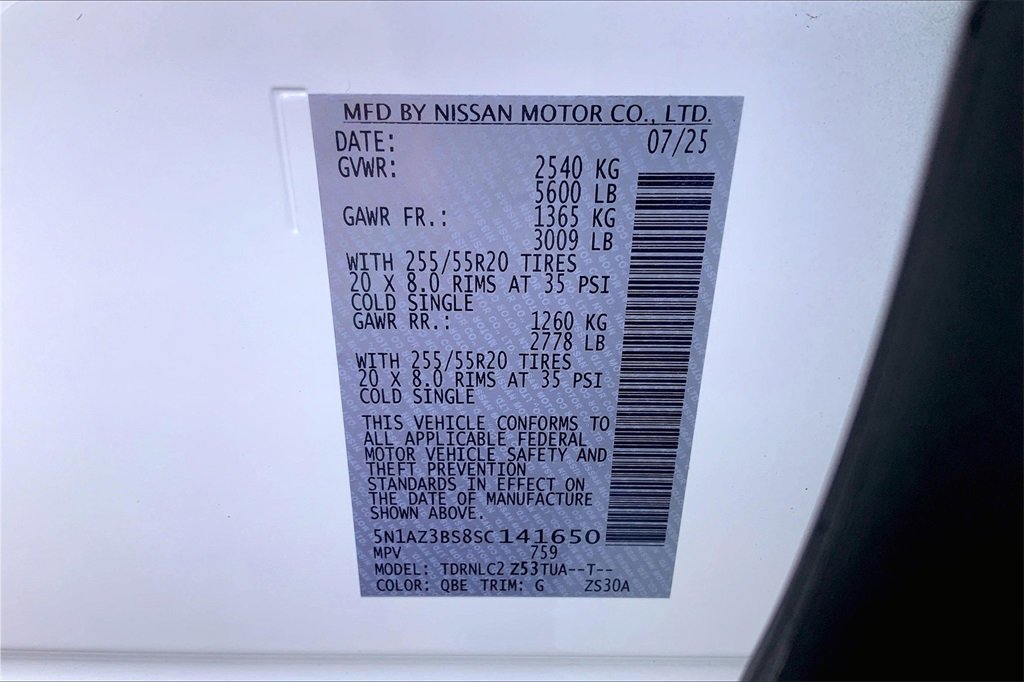 MFD BY NISSAN MOTOR CO., LTD.
DATE: 07/25
GVWR: 2540 KG
5600 LB
GAWR FR.: 1365 KG
3009 LB
WITH 255/55R20 TIRES
20 X 8.0 RIMS AT 35 PSI
COLD SINGLE
GAWR RR.: 1260 KG
2778 LB
WITH 255/55R20 TIRES
20 X 8.0 RIMS AT 35 PSI
COLD SINGLE
THIS VEHICLE CONFORMS TO
ALL APPLICABLE FEDERAL
MOTOR VEHICLE SAFETY AND
THEFT PREVENTION
STANDARDS IN EFFECT ON
THE DATE OF MANUFACTURE
SHOWN ABOVE.
5N1AZ3BS8SC141650
MPV 759
MODEL: TDRNLC2 Z53TUA--T--
COLOR: QBE TRIM: G ZS30A